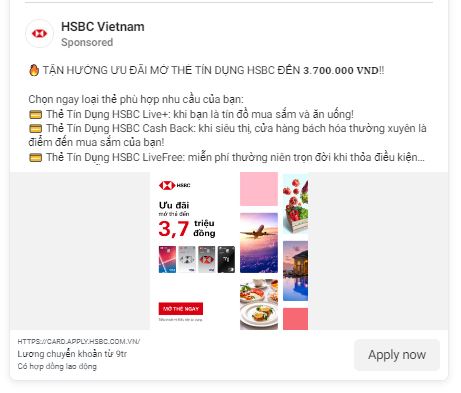 HSBC Vietnam
Sponsored
🔥 TẬN HƯỞNG ƯU ĐÃI MỞ THẺ TÍN DỤNG HSBC ĐẾN 3.700.000 VND!!
Chọn ngay loại thẻ phù hợp nhu cầu của bạn:
💳 Thẻ Tín Dụng HSBC Live+: khi bạn là tín đồ mua sắm và ăn uống!
💳 Thẻ Tín Dụng HSBC Cash Back: khi siêu thị, cửa hàng bách hóa thường xuyên là
điểm đến mua sắm của bạn!
💳 Thẻ Tín Dụng HSBC LiveFree: miễn phí thường niên trọn đời khi thỏa điều kiện...
HSBC
Ưu đãi
mở thẻ đến
3,7 triệu
đồng
MỞ THẺ NGAY
HTTPS://CARD.APPLY.HSBC.COM.VN/
Lương chuyển khoản từ 9tr
Có hợp đồng lao động
Apply now